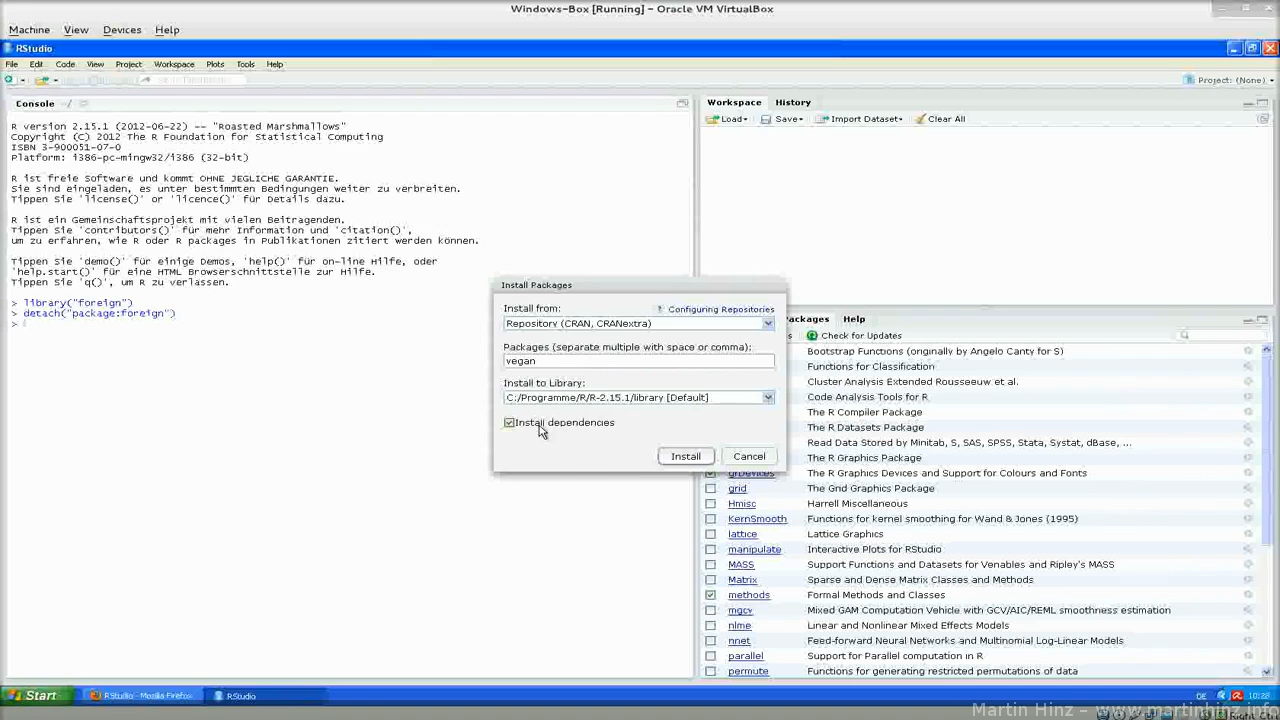 Windows-Box [Running] - Oracle VM VirtualBox
Machine View Devices Help
RStudio
File Edit Code View Project Workspace Plots Tools Help
Project: (None)
Console ~/
Workspace History
Load Save Import Dataset Clear All
R version 2.15.1 (2012-06-22) -- "Roasted Marshmallows"
Copyright (C) 2012 The R Foundation for Statistical Computing
ISBN 3-900051-07-0
Platform: i386-pc-mingw32/i386 (32-bit)
R ist freie Software und kommt OHNE JEGLICHE GARANTIE.
Sie sind eingeladen, es unter bestimmten Bedingungen weiter zu verbreiten.
Tippen Sie 'license()' or 'licence()' für Details dazu.
R ist ein Gemeinschaftsprojekt mit vielen Beitragenden.
Tippen Sie 'contributors()' für mehr Information und 'citation()',
um zu erfahren, wie R oder R packages in Publikationen zitiert werden können.
Tippen Sie 'demo()' für einige Demos, 'help()' für on-line Hilfe, oder
'help.start()' für eine HTML Browserschnittstelle zur Hilfe.
Tippen Sie 'q()', um R zu verlassen.
> library("foreign")
> detach("package:foreign")
>
Install Packages
Install from:
? Configuring Repositories
Repository (CRAN, CRANextra)
Packages (separate multiple with space or comma):
vegan
Install to Library:
C:/Programme/R/R-2.15.1/library [Default]
Install dependencies
Install Cancel
ackages Help
s Check for Updates
Bootstrap Functions (originally by Angelo Canty for S)
Functions for Classification
Cluster Analysis Extended Rousseeuw et al.
Code Analysis Tools for R
The R Compiler Package
The R Datasets Package
Read Data Stored by Minitab, S, SAS, SPSS, Stata, Systat, dBase, ...
The R Graphics Package
grDevices The R Graphics Devices and Support for Colours and Fonts
grid The Grid Graphics Package
Hmisc Harrell Miscellaneous
KernSmooth Functions for kernel smoothing for Wand & Jones (1995)
lattice Lattice Graphics
manipulate Interactive Plots for RStudio
MASS Support Functions and Datasets for Venables and Ripley's MASS
Matrix Sparse and Dense Matrix Classes and Methods
methods Formal Methods and Classes
mgcv Mixed GAM Computation Vehicle with GCV/AIC/REML smoothness estimation
nlme Linear and Nonlinear Mixed Effects Models
nnet Feed-forward Neural Networks and Multinomial Log-Linear Models
parallel Support for Parallel computation in R
permute Functions for generating restricted permutations of data
Start RStudio - Mozilla Firefox RStudio DE 10:28
Martin Hinz - www.martinhinz.info